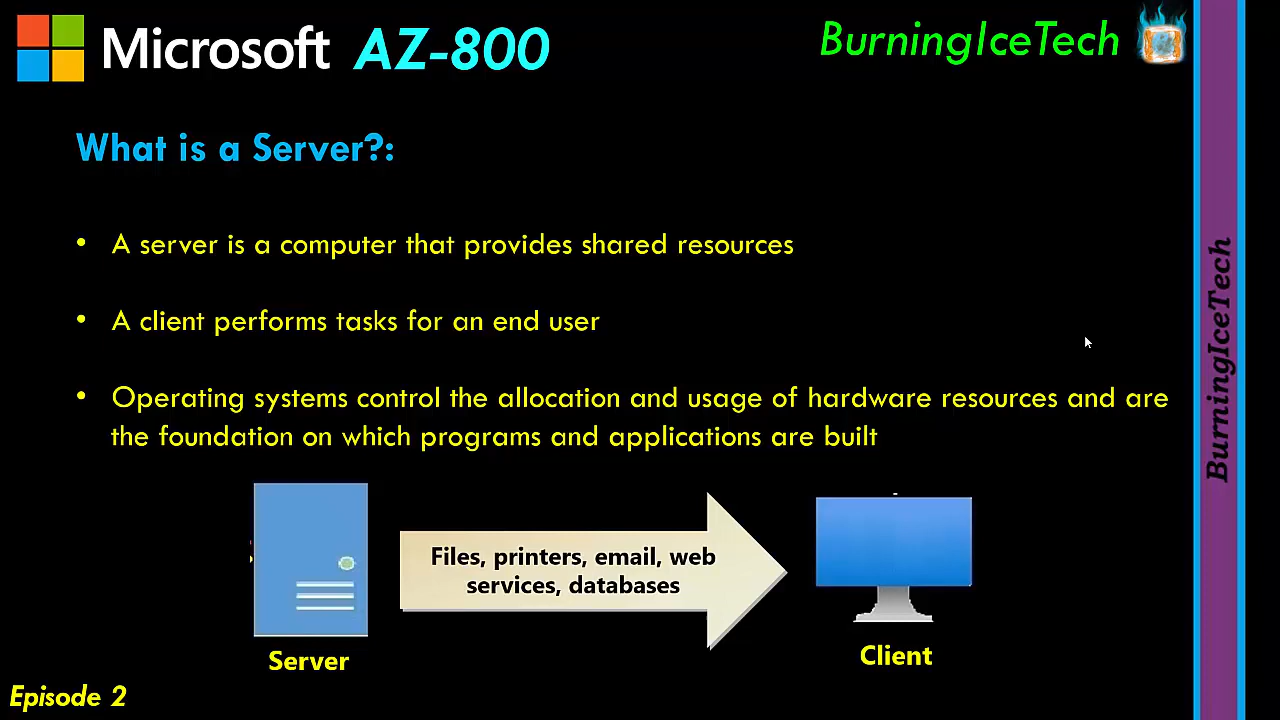 Microsoft AZ-800
BurningIceTech
What is a Server?:
• A server is a computer that provides shared resources
• A client performs tasks for an end user
• Operating systems control the allocation and usage of hardware resources and are
the foundation on which programs and applications are built
Files, printers, email, web
services, databases
Server
Client
Episode 2
BurningIceTech